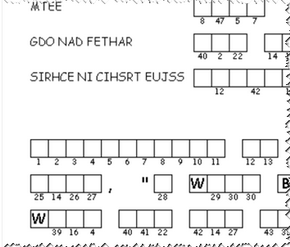 MTEE
8 47 5 7
GDO NAD FETHAR
40 2 22 14
SIRHCE NI CIHSRT EUJSS
12 42
1 2 3 4 5 6 7 8 9 10 11 12 13
, " W B
25 14 26 27 28 29 30 30
W
39 16 4 40 41 22 42 14 27 43